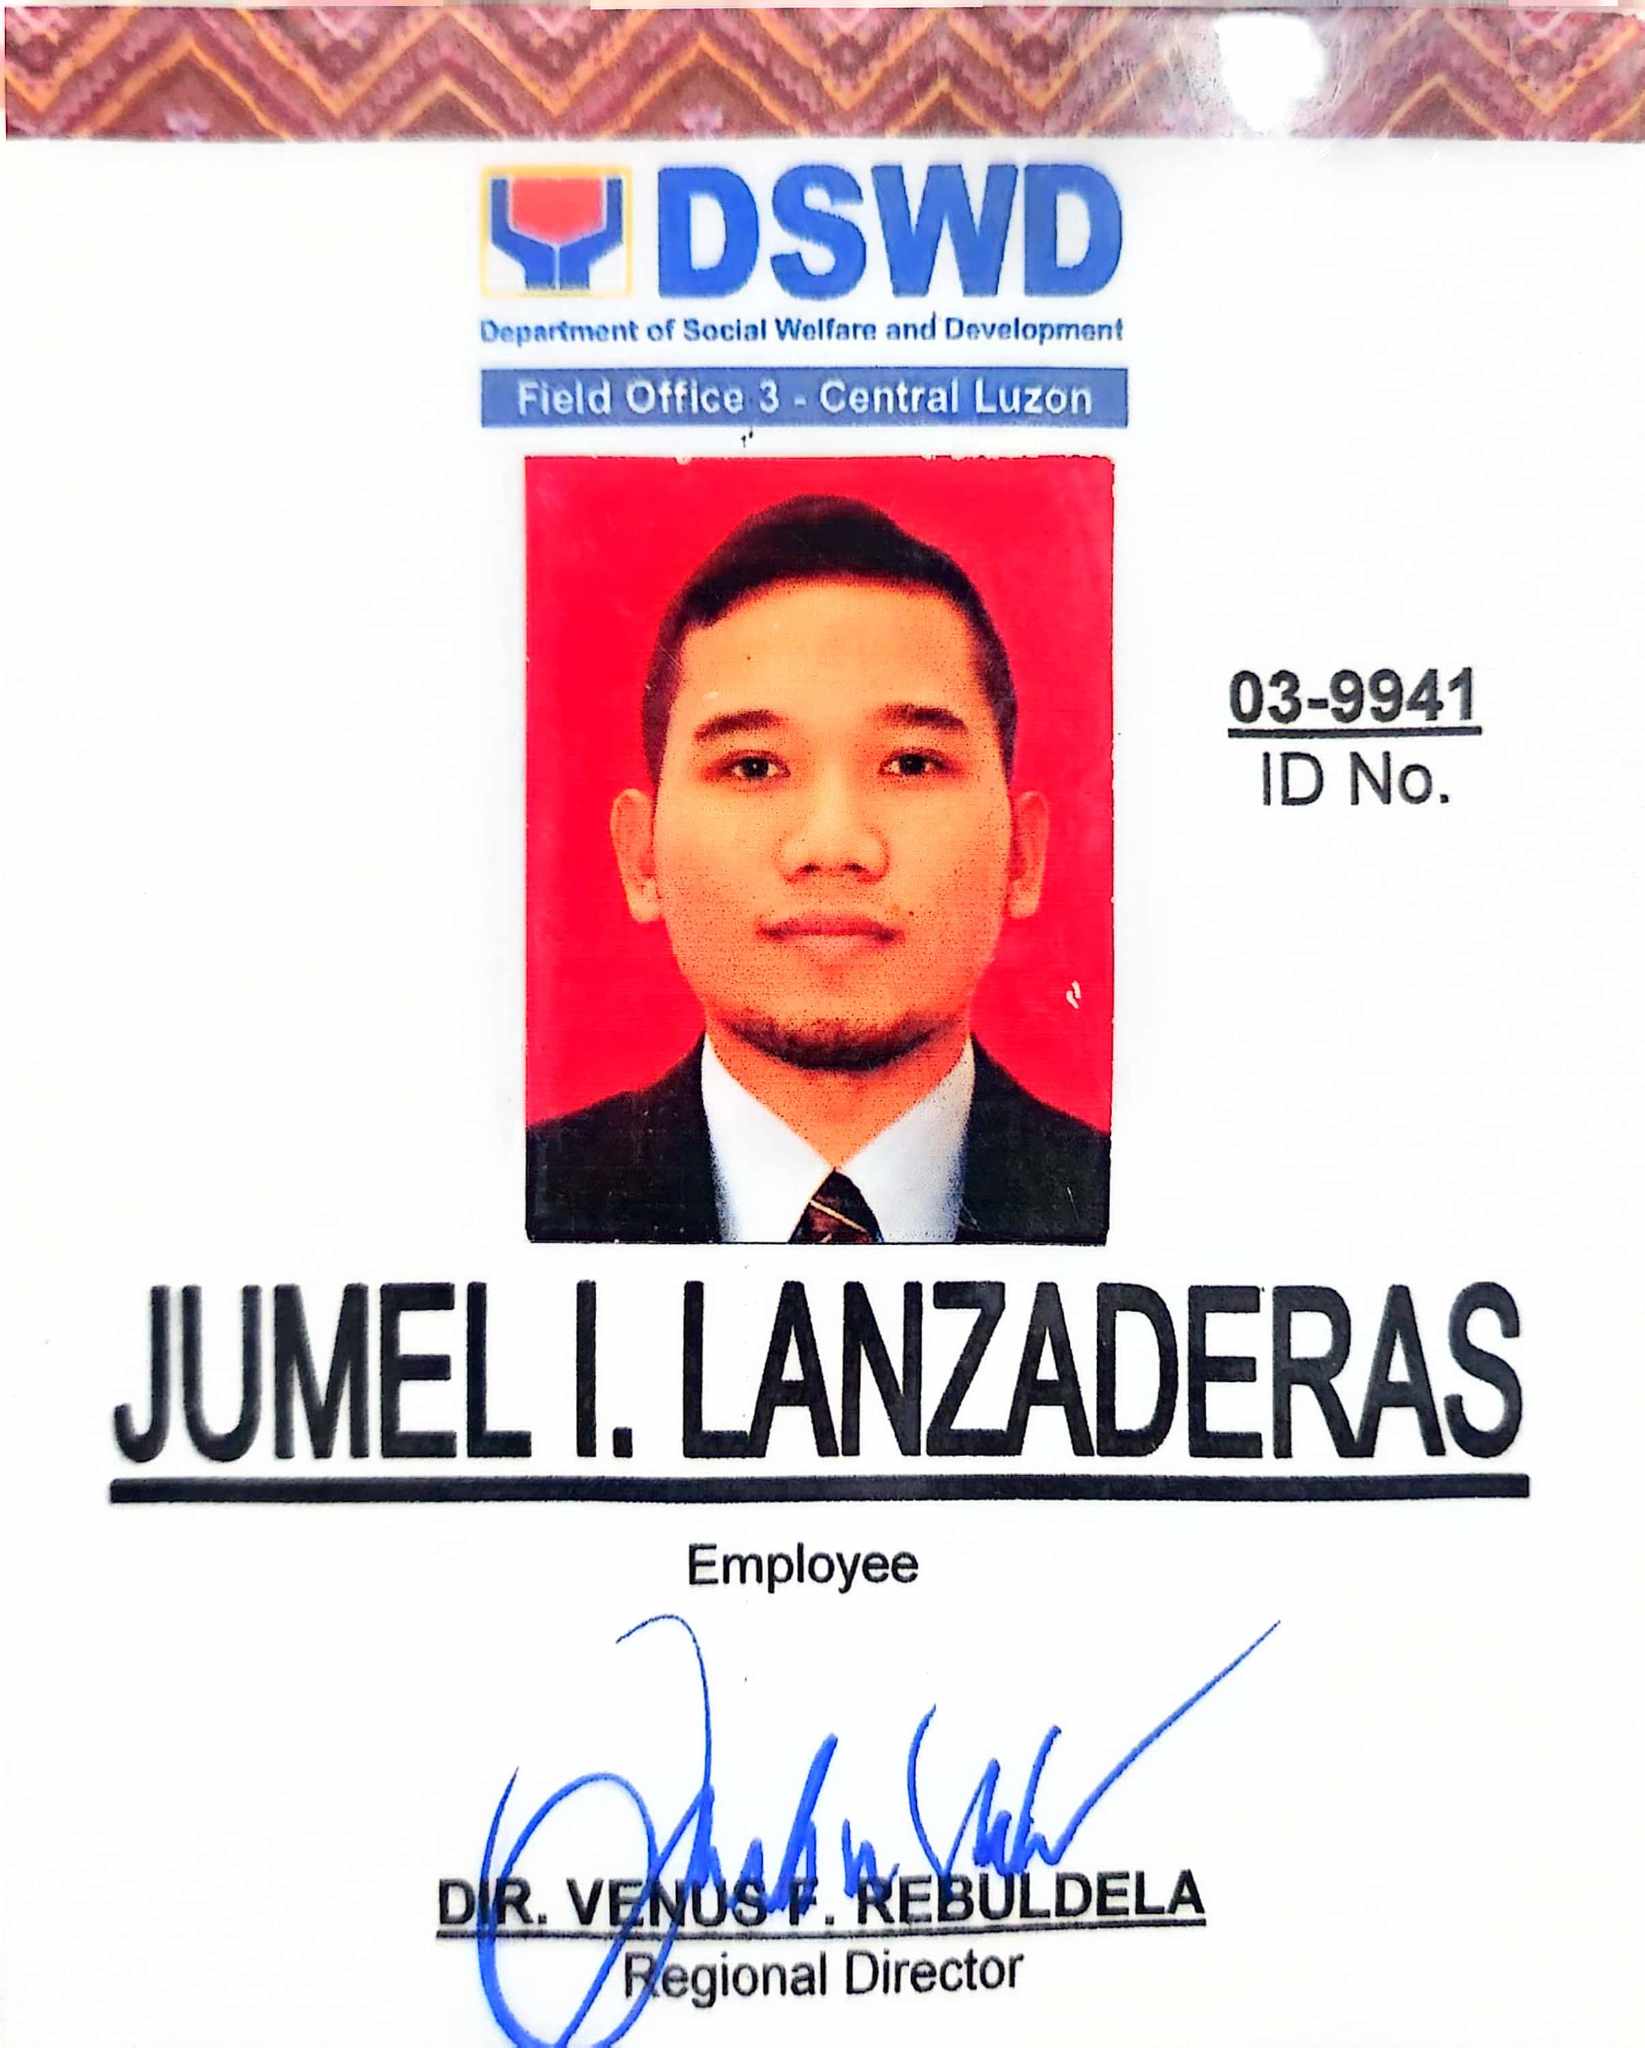 DSWD
Department of Social Welfare and Development
Field Office 3 - Central Luzon
03-9941
ID No.
JUMEL I. LANZADERAS
Employee
DIR. VENUS F. REBULDELA
Regional Director